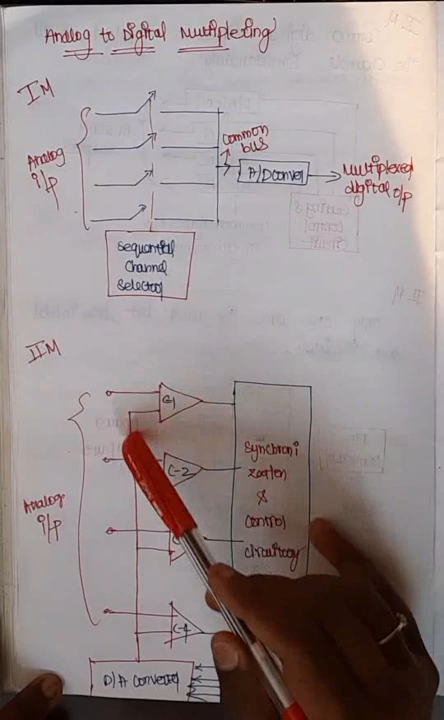 Analog to Digital Multiplexing
IM
Analog
i/p
common
bus
A/D conver
Multiplexed
digital o/p
Sequential
Channel
Selector
IIM
Analog
i/p
C-1
C-2
C-4
Synchroni
zation
&
Control
circuitry
D/A converter